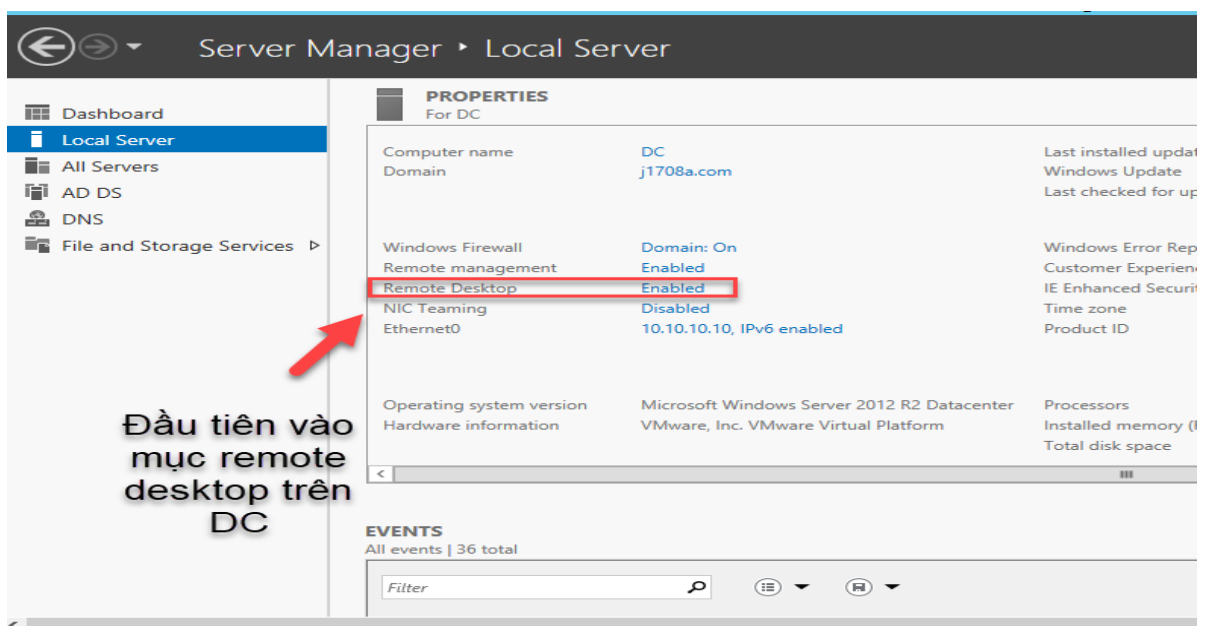 Server Manager ‣ Local Server
Dashboard
Local Server
All Servers
AD DS
DNS
File and Storage Services
PROPERTIES
For DC
Computer name DC
Domain j1708a.com
Windows Firewall Domain: On
Remote management Enabled
Remote Desktop Enabled
NIC Teaming Disabled
Ethernet0 10.10.10.10, IPv6 enabled
Operating system version Microsoft Windows Server 2012 R2 Datacenter
Hardware information VMware, Inc. VMware Virtual Platform
Last installed updat
Windows Update
Last checked for up
Windows Error Rep
Customer Experien
IE Enhanced Securit
Time zone
Product ID
Processors
Installed memory (
Total disk space
Đầu tiên vào
mục remote
desktop trên
DC
EVENTS
All events | 36 total
Filter